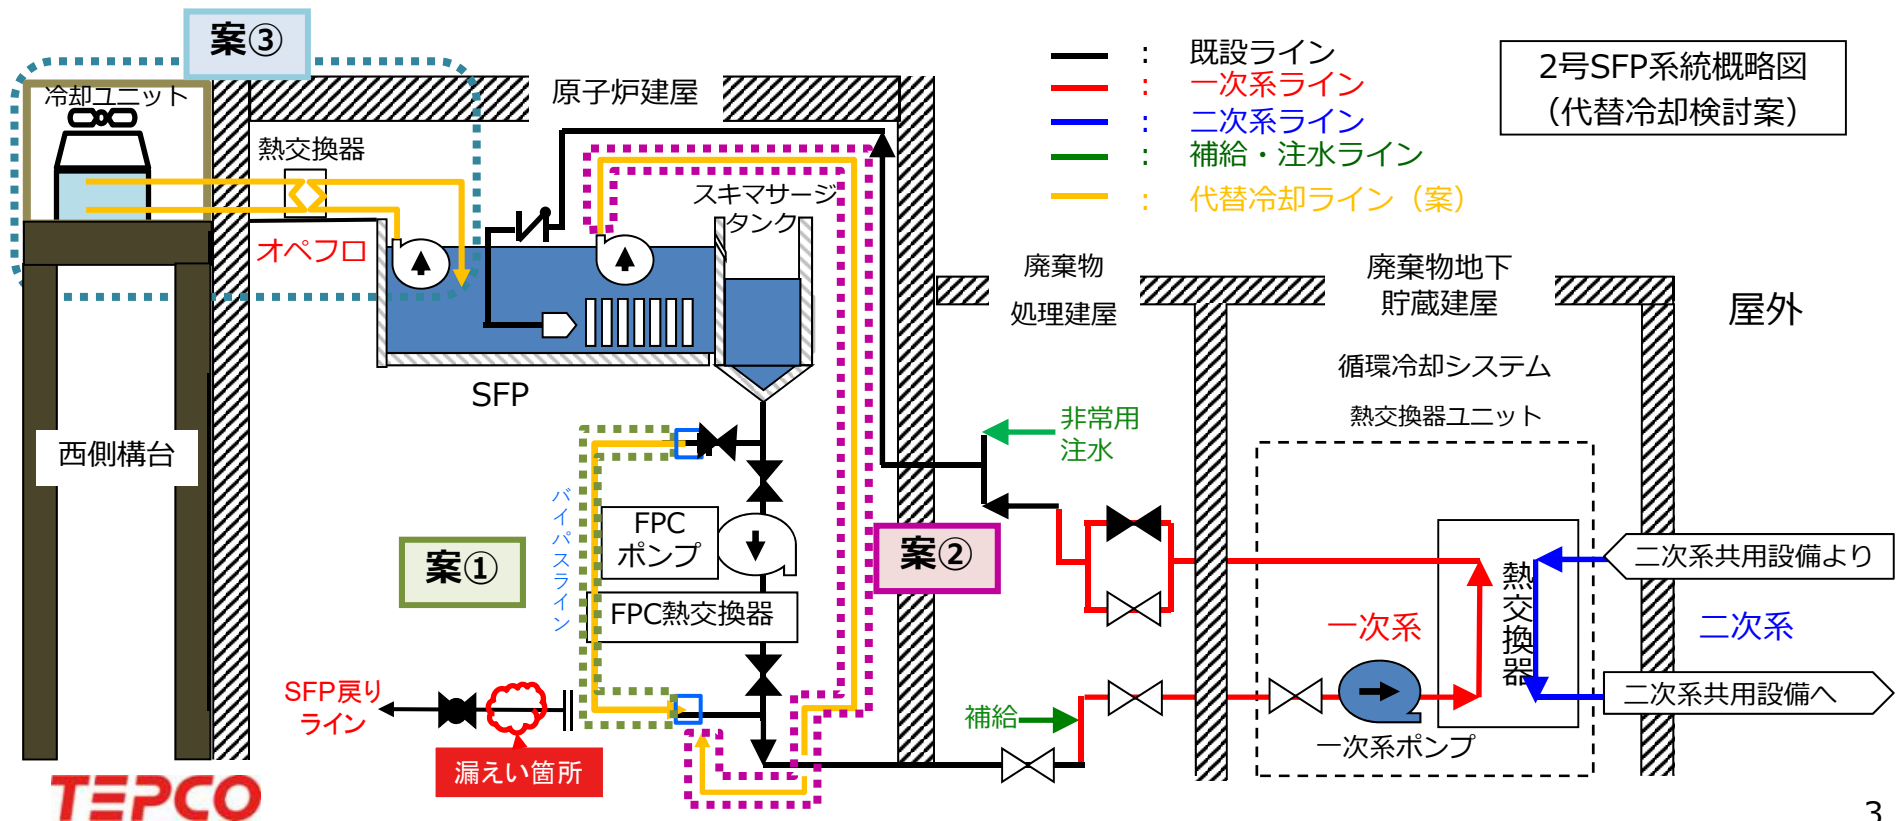 案③
冷却ユニット
原子炉建屋
熱交換器
オペフロ
スキマサージ
タンク
SFP
西側構台
: 既設ライン
: 一次系ライン
: 二次系ライン
: 補給・注水ライン
: 代替冷却ライン（案）
2号SFP系統概略図
（代替冷却検討案）
廃棄物
処理建屋
廃棄物地下
貯蔵建屋
屋外
循環冷却システム
熱交換器ユニット
非常用
注水
バイパスライン
FPC
ポンプ
FPC熱交換器
案①
案②
熱交換器
二次系共用設備より
一次系
二次系
二次系共用設備へ
一次系ポンプ
補給
SFP戻り
ライン
漏えい箇所
TEPCO
3